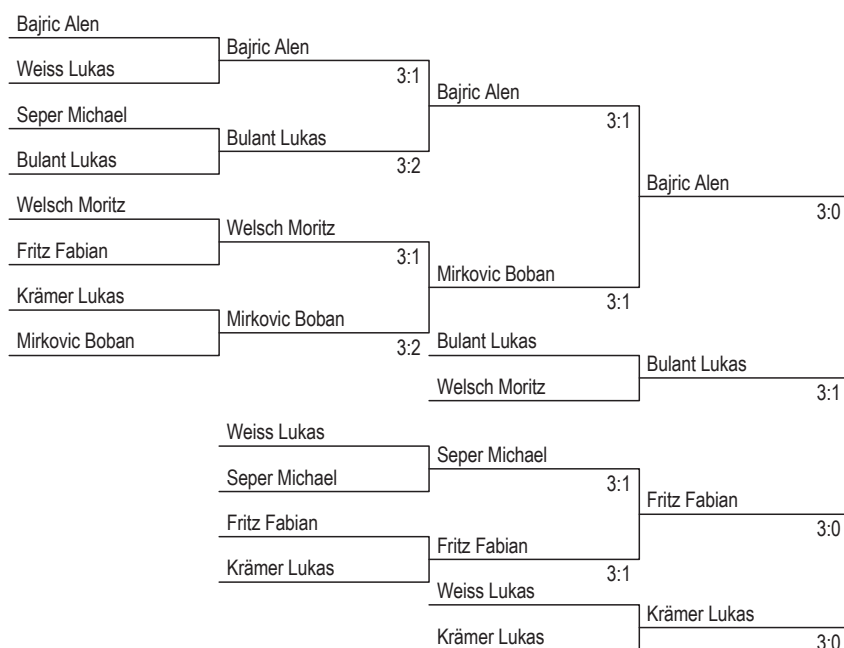 Bajric Alen
Weiss Lukas
Seper Michael
Bulant Lukas
Welsch Moritz
Fritz Fabian
Krämer Lukas
Mirkovic Boban
Bajric Alen
3:1
Bulant Lukas
3:2
Welsch Moritz
3:1
Mirkovic Boban
3:2
Bajric Alen
3:1
Mirkovic Boban
3:1
Bajric Alen
3:0
Bulant Lukas
Welsch Moritz
Bulant Lukas
3:1
Weiss Lukas
Seper Michael
Fritz Fabian
Krämer Lukas
Seper Michael
3:1
Fritz Fabian
3:1
Fritz Fabian
3:0
Weiss Lukas
Krämer Lukas
Krämer Lukas
3:0